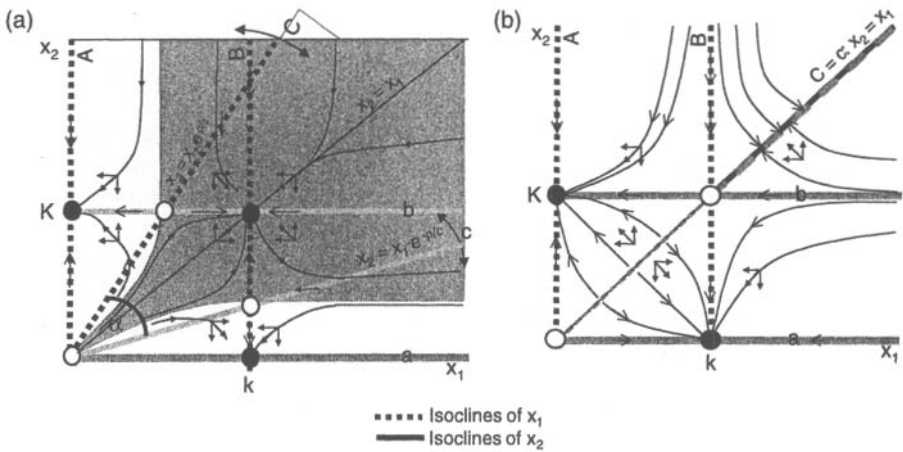 (a)
x2
A
B
C
x2 = x1
K
b
c
α
a
x1
k
(b)
x2
A
B
C = c: x2 = x1
K
b
a
x1
k
Isoclines of x1
Isoclines of x2